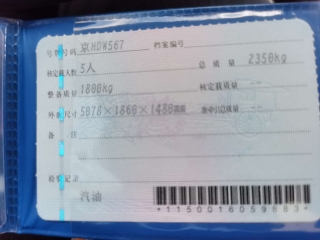 号牌号码 京HDW567 档案编号
核定载人数 5人 总质量 2350kg
整备质量 1800kg 核定载质量 --
外廓尺寸 5078×1860×1480mm 准牵引总质量 --
备注
检验记录
汽油
*1150016059883*